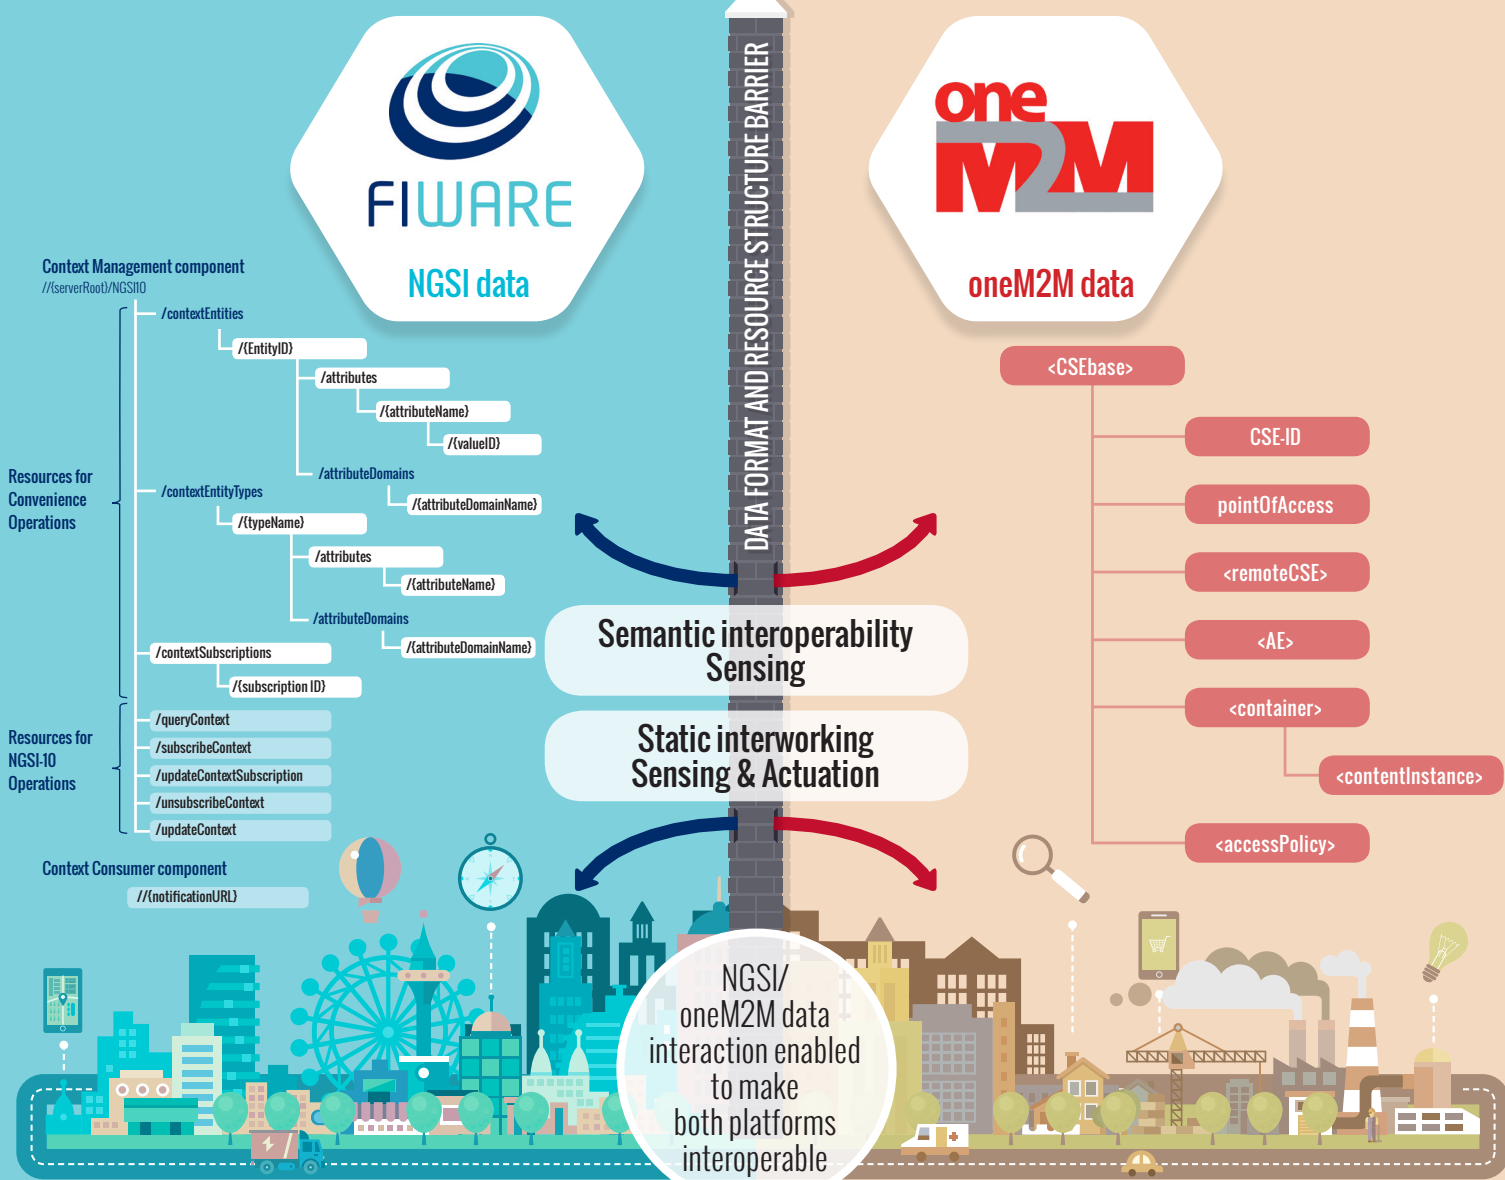 FIWARE
NGSI data
Context Management component
//{serverRoot}/NGSI10
/contextEntities
/{EntityID}
/attributes
/{attributeName}
/{valueID}
/attributeDomains
/{attributeDomainName}
Resources for
Convenience
Operations
/contextEntityTypes
/{typeName}
/attributes
/{attributeName}
/attributeDomains
/{attributeDomainName}
/contextSubscriptions
/{subscription ID}
Resources for
NGSI-10
Operations
/queryContext
/subscribeContext
/updateContextSubscription
/unsubscribeContext
/updateContext
Context Consumer component
//{notificationURL}
DATA FORMAT AND RESOURCE STRUCTURE BARRIER
Semantic interoperability
Sensing
Static interworking
Sensing & Actuation
NGSI/
oneM2M data
interaction enabled
to make
both platforms
interoperable
one
M2M
oneM2M data
<CSEbase>
CSE-ID
pointOfAccess
<remoteCSE>
<AE>
<container>
<contentInstance>
<accessPolicy>